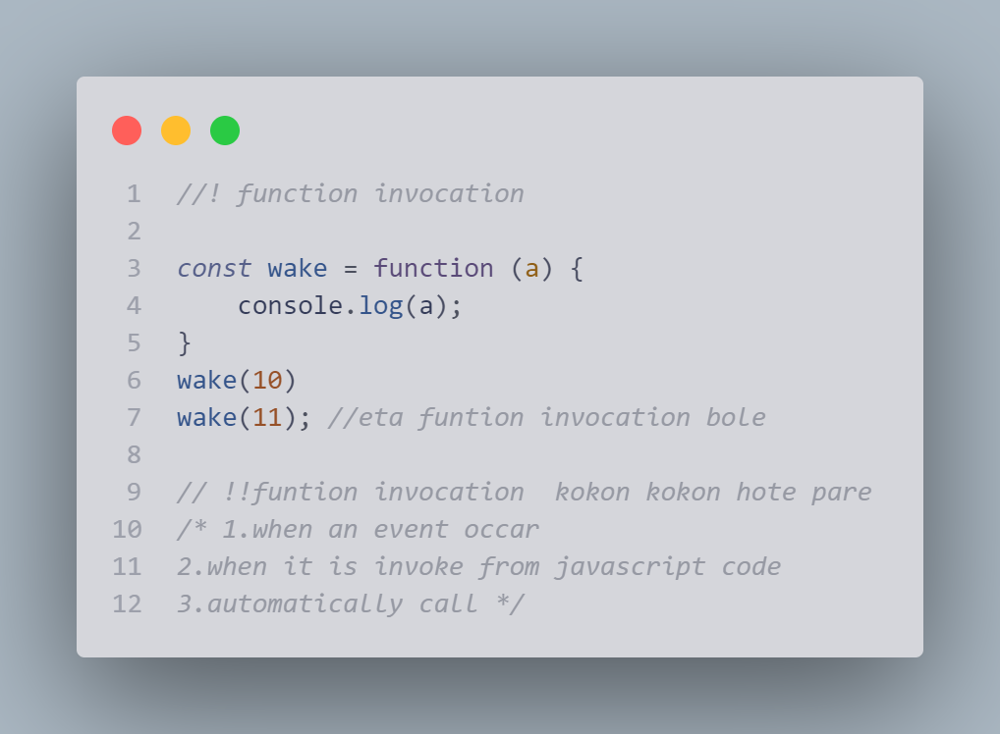 1 //! function invocation
2
3 const wake = function (a) {
4     console.log(a);
5 }
6 wake(10)
7 wake(11); //eta funtion invocation bole
8
9 // !!funtion invocation  kokon kokon hote pare
10 /* 1.when an event occar
11 2.when it is invoke from javascript code
12 3.automatically call */